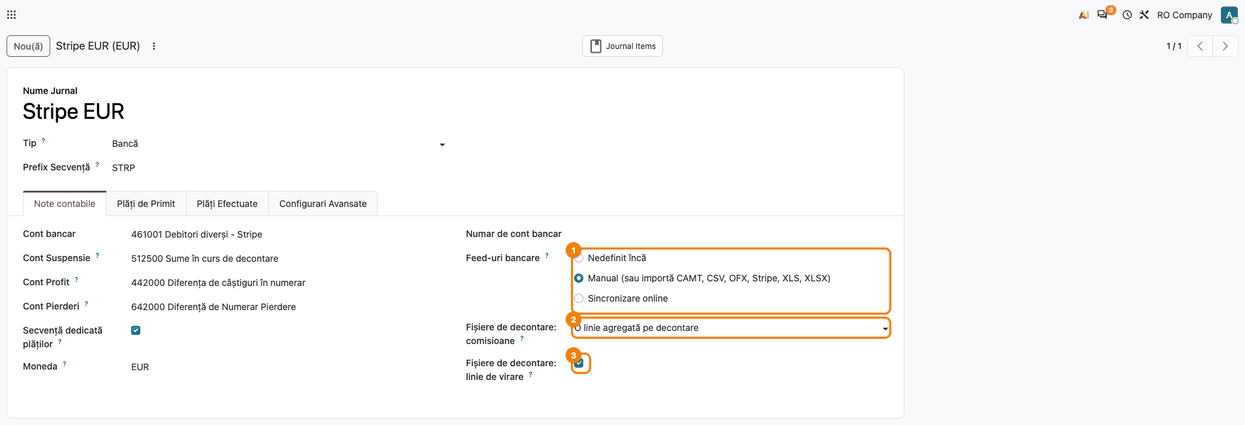 3
RO Company
A
Nou(ă)
Stripe EUR (EUR)
Journal Items
1 / 1
Nume Jurnal
Stripe EUR
Tip ?
Bancă
Prefix Secvență ?
STRP
Note contabile
Plăți de Primit
Plăți Efectuate
Configurari Avansate
Cont bancar
461001 Debitori diverși - Stripe
Cont Suspensie ?
512500 Sume în curs de decontare
Cont Profit ?
442000 Diferența de câștiguri în numerar
Cont Pierderi ?
642000 Diferență de Numerar Pierdere
Secvență dedicată
plăților ?
Moneda ?
EUR
Numar de cont bancar
1
Feed-uri bancare ?
Nedefinit încă
Manual (sau importă CAMT, CSV, OFX, Stripe, XLS, XLSX)
Sincronizare online
2
Fișiere de decontare:
comisioane ?
O linie agregată pe decontare
3
Fișiere de decontare:
linie de virare ?